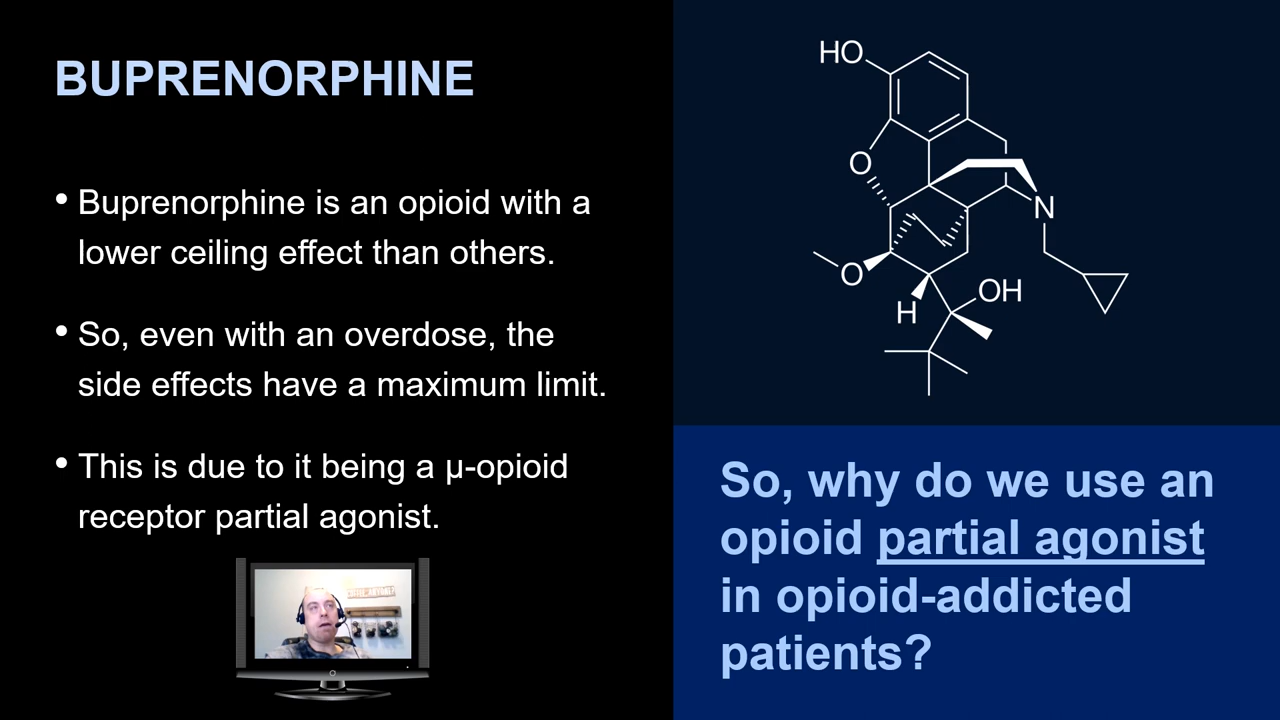 BUPRENORPHINE
• Buprenorphine is an opioid with a
lower ceiling effect than others.
• So, even with an overdose, the
side effects have a maximum limit.
• This is due to it being a μ-opioid
receptor partial agonist.
HO
O
N
O
H
OH
So, why do we use an
opioid partial agonist
in opioid-addicted
patients?